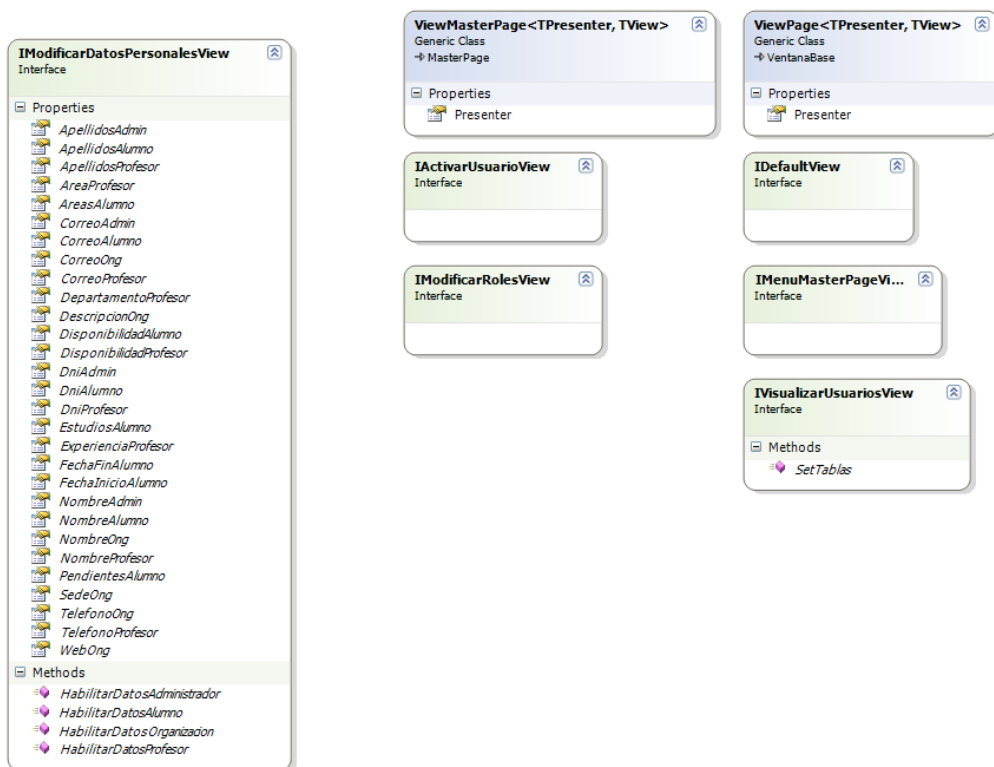 IModificarDatosPersonalesView
Interface
Properties
ApellidosAdmin
ApellidosAlumno
ApellidosProfesor
AreaProfesor
AreasAlumno
CorreoAdmin
CorreoAlumno
CorreoOng
CorreoProfesor
DepartamentoProfesor
DescripcionOng
DisponibilidadAlumno
DisponibilidadProfesor
DniAdmin
DniAlumno
DniProfesor
EstudiosAlumno
ExperienciaProfesor
FechaFinAlumno
FechaInicioAlumno
NombreAdmin
NombreAlumno
NombreOng
NombreProfesor
PendientesAlumno
SedeOng
TelefonoOng
TelefonoProfesor
WebOng
Methods
HabilitarDatosAdministrador
HabilitarDatosAlumno
HabilitarDatosOrganizacion
HabilitarDatosProfesor
ViewMasterPage<TPresenter, TView>
Generic Class
MasterPage
Properties
Presenter
IActivarUsuarioView
Interface
IModificarRolesView
Interface
ViewPage<TPresenter, TView>
Generic Class
VentanaBase
Properties
Presenter
IDefaultView
Interface
IMenuMasterPageVi...
Interface
IVisualizarUsuariosView
Interface
Methods
SetTablas